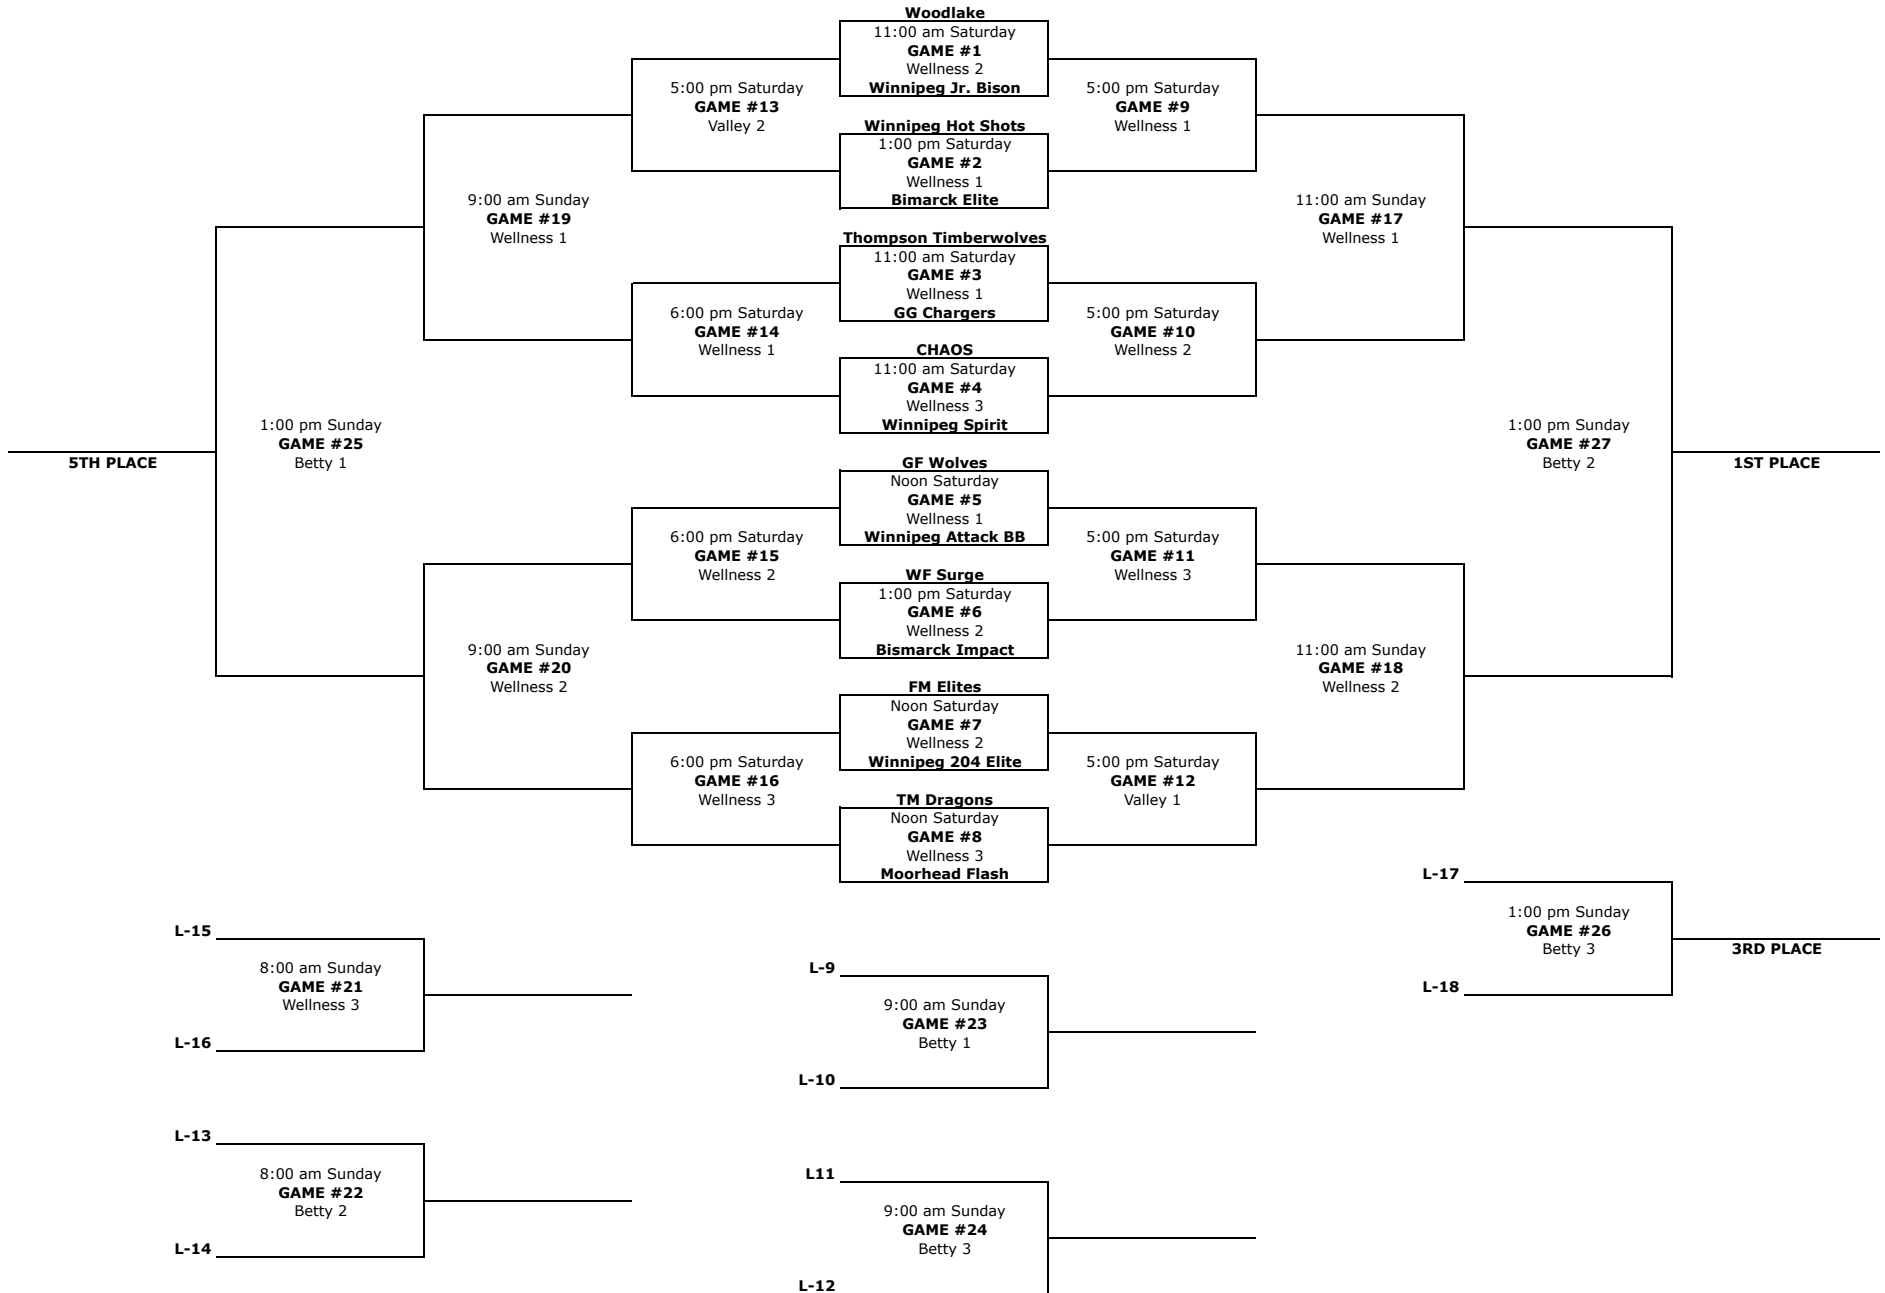 Woodlake
11:00 am Saturday
GAME #1
Wellness 2
Winnipeg Jr. Bison
5:00 pm Saturday
GAME #13
Valley 2
5:00 pm Saturday
GAME #9
Wellness 1
Winnipeg Hot Shots
1:00 pm Saturday
GAME #2
Wellness 1
Bimarck Elite
9:00 am Sunday
GAME #19
Wellness 1
11:00 am Sunday
GAME #17
Wellness 1
Thompson Timberwolves
11:00 am Saturday
GAME #3
Wellness 1
GG Chargers
6:00 pm Saturday
GAME #14
Wellness 1
5:00 pm Saturday
GAME #10
Wellness 2
CHAOS
11:00 am Saturday
GAME #4
Wellness 3
Winnipeg Spirit
1:00 pm Sunday
GAME #25
Betty 1
5TH PLACE
1:00 pm Sunday
GAME #27
Betty 2
1ST PLACE
GF Wolves
Noon Saturday
GAME #5
Wellness 1
Winnipeg Attack BB
6:00 pm Saturday
GAME #15
Wellness 2
5:00 pm Saturday
GAME #11
Wellness 3
WF Surge
1:00 pm Saturday
GAME #6
Wellness 2
Bismarck Impact
9:00 am Sunday
GAME #20
Wellness 2
11:00 am Sunday
GAME #18
Wellness 2
FM Elites
Noon Saturday
GAME #7
Wellness 2
Winnipeg 204 Elite
6:00 pm Saturday
GAME #16
Wellness 3
5:00 pm Saturday
GAME #12
Valley 1
TM Dragons
Noon Saturday
GAME #8
Wellness 3
Moorhead Flash
L-17
1:00 pm Sunday
GAME #26
Betty 3
3RD PLACE
L-18
L-15
8:00 am Sunday
GAME #21
Wellness 3
L-16
L-9
9:00 am Sunday
GAME #23
Betty 1
L-10
L-13
8:00 am Sunday
GAME #22
Betty 2
L-14
L11
9:00 am Sunday
GAME #24
Betty 3
L-12